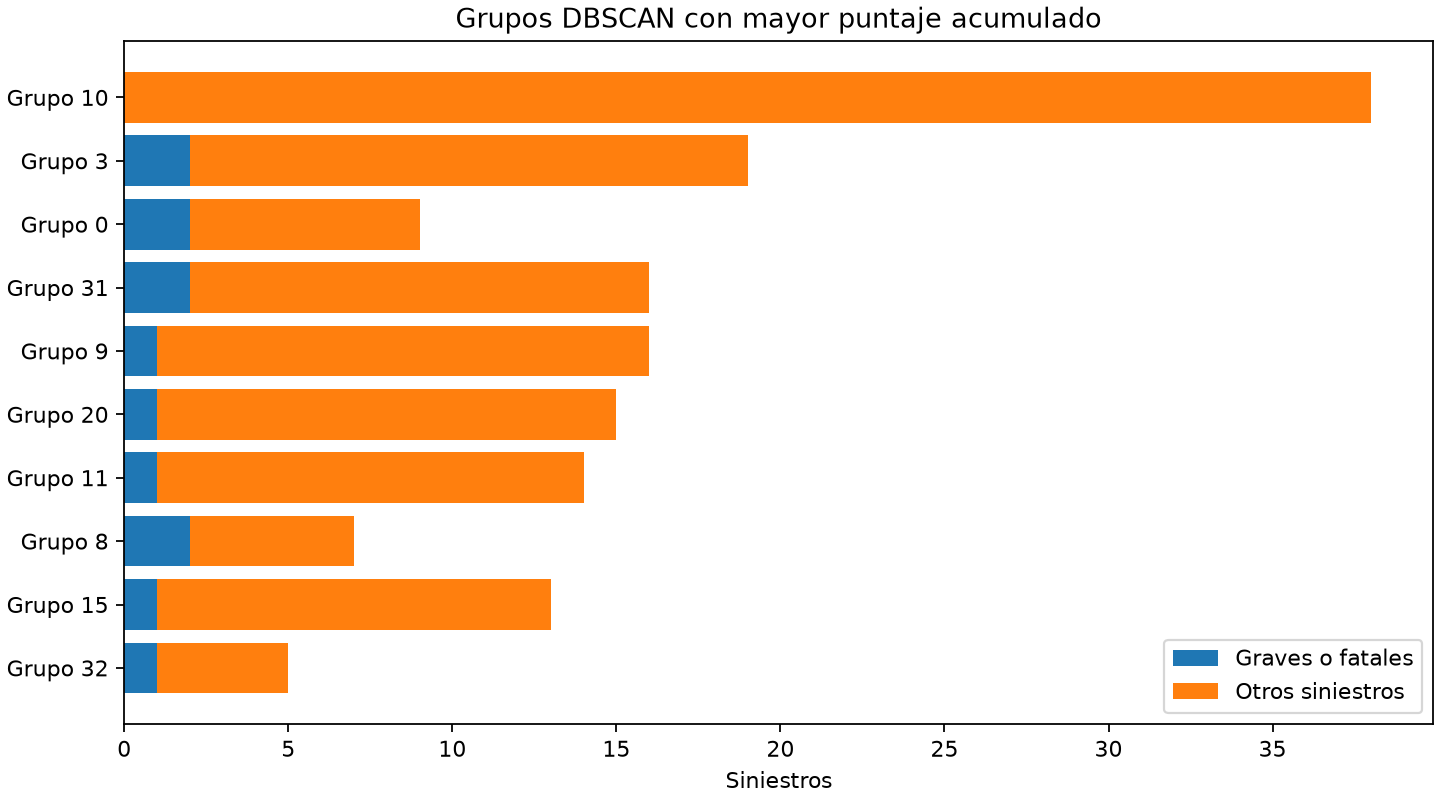 Grupos DBSCAN con mayor puntaje acumulado
Grupo 10
Grupo 3
Grupo 0
Grupo 31
Grupo 9
Grupo 20
Grupo 11
Grupo 8
Grupo 15
Grupo 32
Graves o fatales
Otros siniestros
0 5 10 15 20 25 30 35
Siniestros